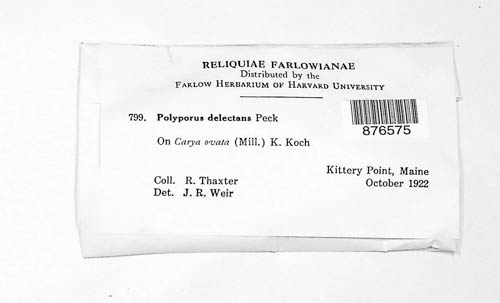 RELIQUIAE FARLOWIANAE
Distributed by the
FARLOW HERBARIUM OF HARVARD UNIVERSITY
799. Polyporus delectans Peck
876575
On Carya ovata (Mill.) K. Koch
Kittery Point, Maine
Coll. R. Thaxter
October 1922
Det. J. R. Weir